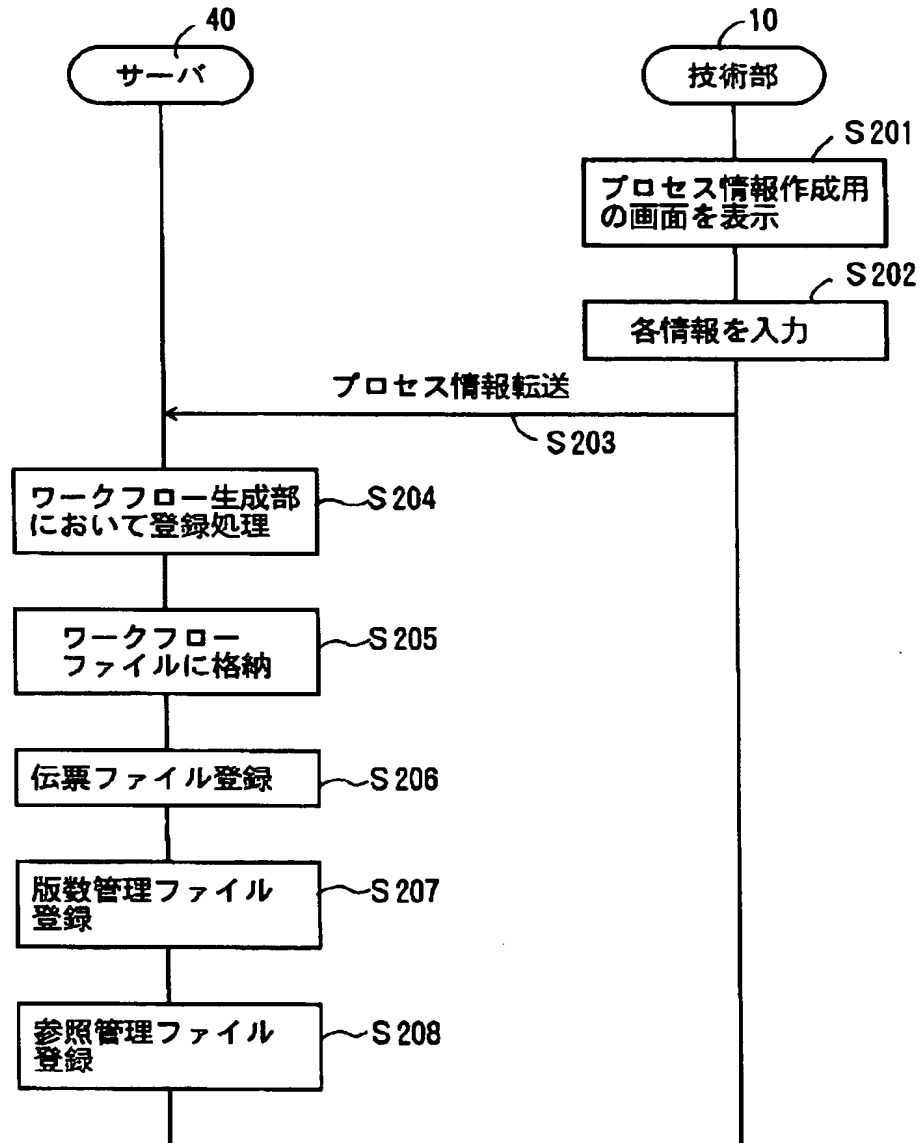 40
サーバ
10
技術部
S201
プロセス情報作成用
の画面を表示
S202
各情報を入力
プロセス情報転送
S203
ワークフロー生成部
において登録処理
S204
ワークフロー
ファイルに格納
S205
伝票ファイル登録
S206
版数管理ファイル
登録
S207
参照管理ファイル
登録
S208